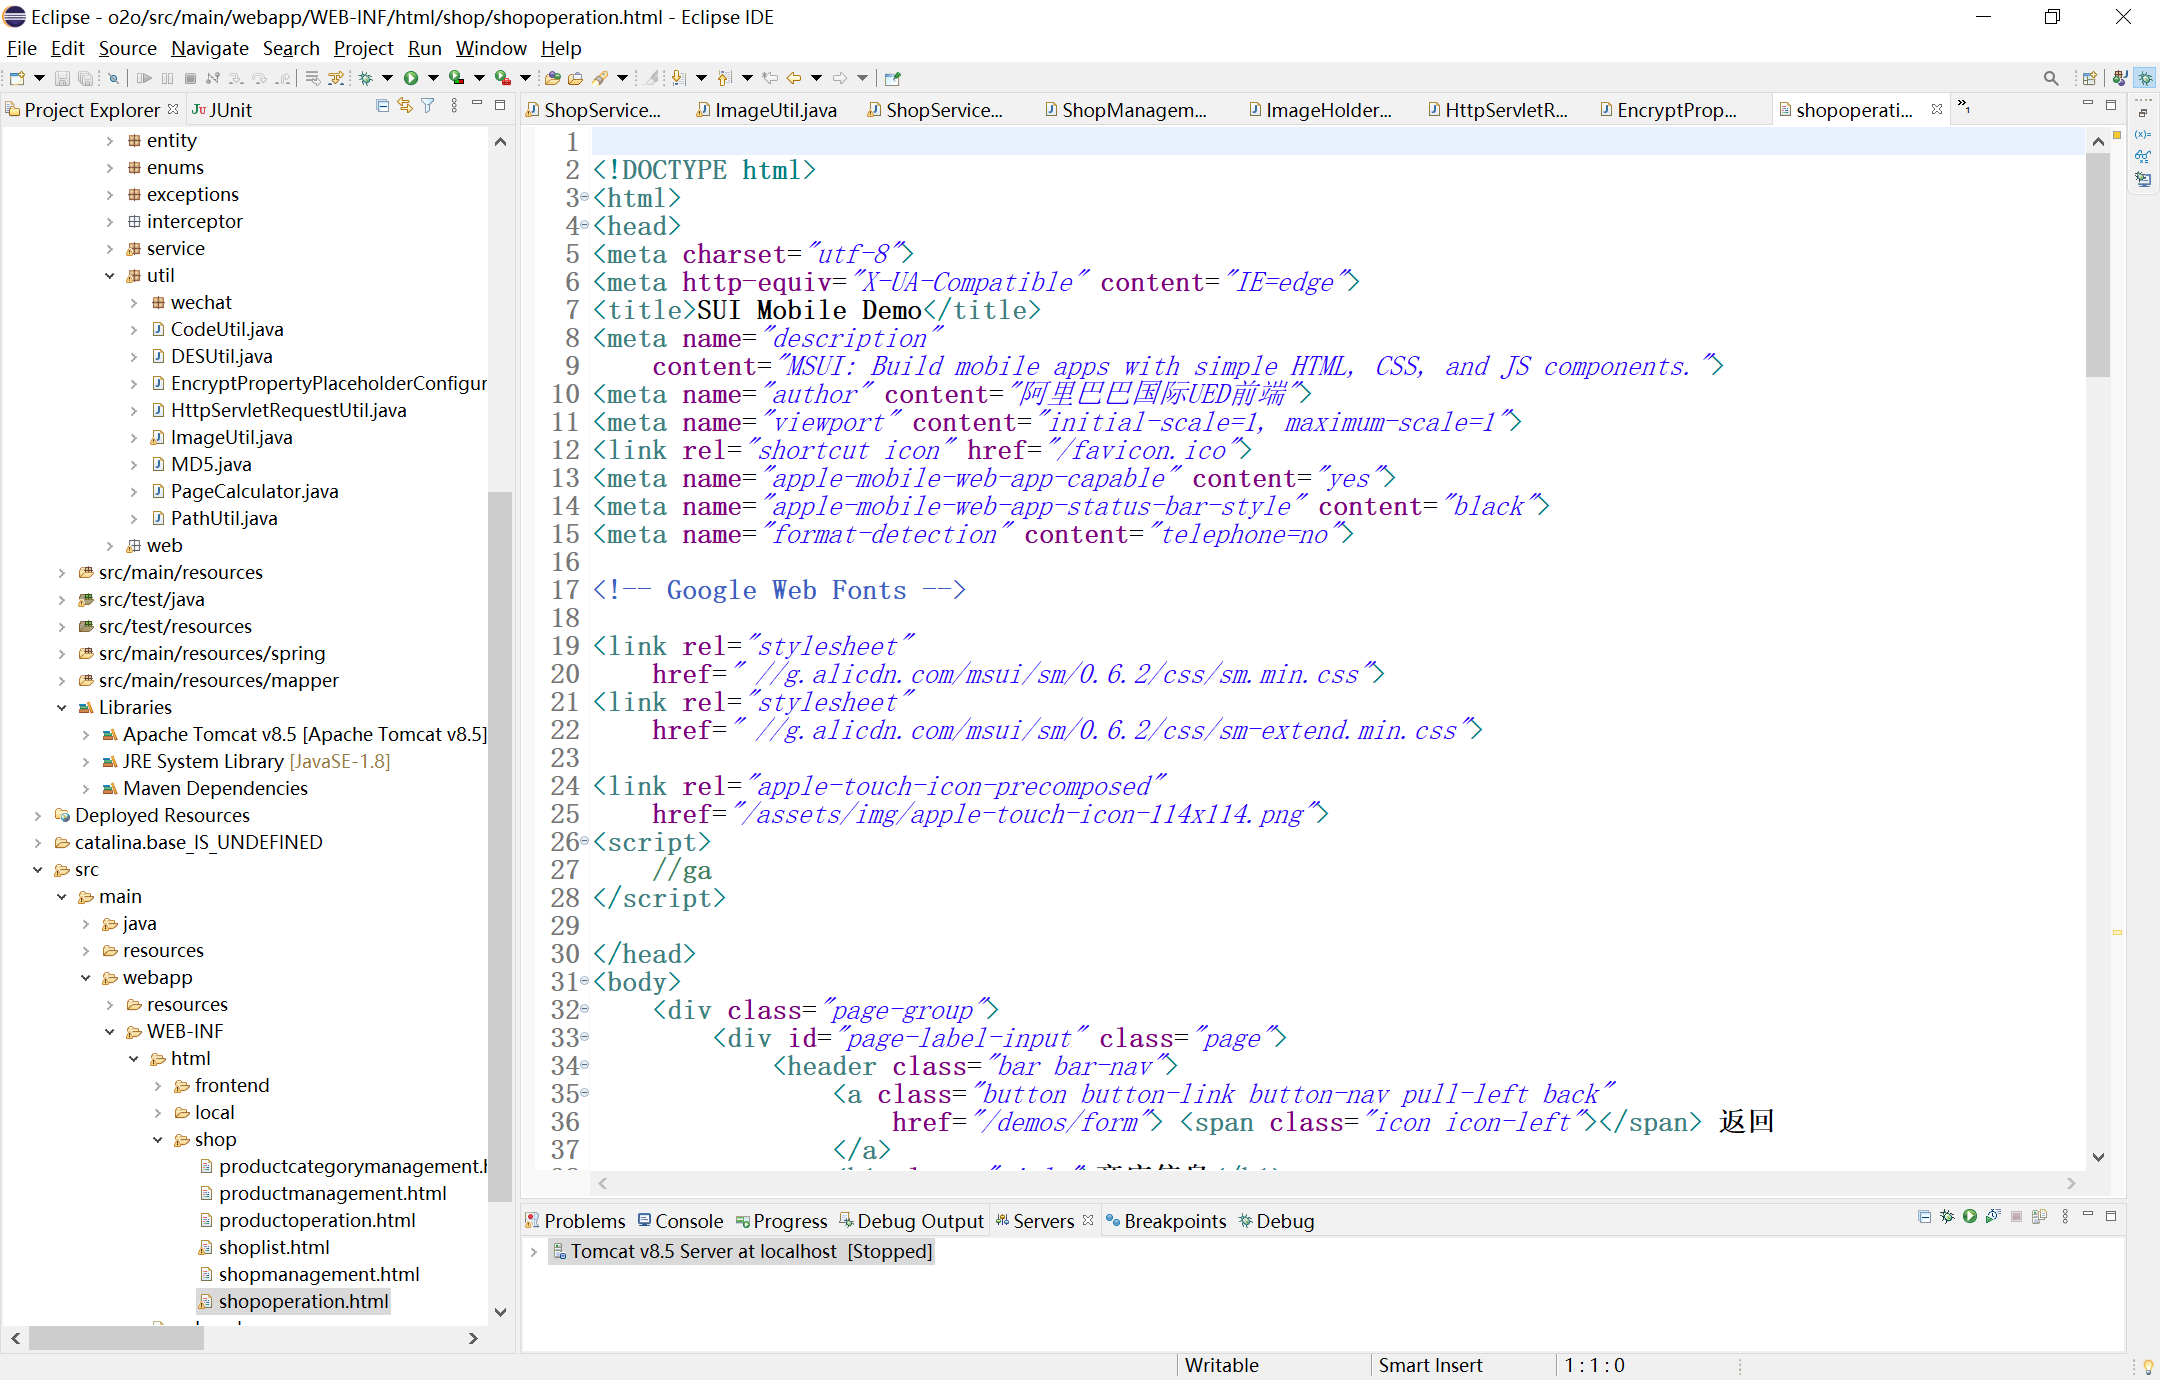 Eclipse - o2o/src/main/webapp/WEB-INF/html/shop/shopoperation.html - Eclipse IDE
File Edit Source Navigate Search Project Run Window Help
Project Explorer
JUnit
entity
enums
exceptions
interceptor
service
util
wechat
CodeUtil.java
DESUtil.java
EncryptPropertyPlaceholderConfigur
HttpServletRequestUtil.java
ImageUtil.java
MD5.java
PageCalculator.java
PathUtil.java
web
src/main/resources
src/test/java
src/test/resources
src/main/resources/spring
src/main/resources/mapper
Libraries
Apache Tomcat v8.5 [Apache Tomcat v8.5]
JRE System Library [JavaSE-1.8]
Maven Dependencies
Deployed Resources
catalina.base_IS_UNDEFINED
src
main
java
resources
webapp
resources
WEB-INF
html
frontend
local
shop
productcategorymanagement.h
productmanagement.html
productoperation.html
shoplist.html
shopmanagement.html
shopoperation.html
ShopService... ImageUtil.java ShopService... ShopManagem... ImageHolder... HttpServletR... EncryptProp... shopoperati... »1
1
2 <!DOCTYPE html>
3 <html>
4 <head>
5 <meta charset="utf-8">
6 <meta http-equiv="X-UA-Compatible" content="IE=edge">
7 <title>SUI Mobile Demo</title>
8 <meta name="description"
9 content="MSUI: Build mobile apps with simple HTML, CSS, and JS components.">
10 <meta name="author" content="阿里巴巴国际UED前端">
11 <meta name="viewport" content="initial-scale=1, maximum-scale=1">
12 <link rel="shortcut icon" href="/favicon.ico">
13 <meta name="apple-mobile-web-app-capable" content="yes">
14 <meta name="apple-mobile-web-app-status-bar-style" content="black">
15 <meta name="format-detection" content="telephone=no">
16
17 <!-- Google Web Fonts -->
18
19 <link rel="stylesheet"
20 href=" //g.alicdn.com/msui/sm/0.6.2/css/sm.min.css">
21 <link rel="stylesheet"
22 href=" //g.alicdn.com/msui/sm/0.6.2/css/sm-extend.min.css">
23
24 <link rel="apple-touch-icon-precomposed"
25 href="/assets/img/apple-touch-icon-114x114.png">
26 <script>
27 //ga
28 </script>
29
30 </head>
31 <body>
32 <div class="page-group">
33 <div id="page-label-input" class="page">
34 <header class="bar bar-nav">
35 <a class="button button-link button-nav pull-left back"
36 href="/demos/form"> <span class="icon icon-left"></span> 返回
37 </a>
Problems Console Progress Debug Output Servers Breakpoints Debug
Tomcat v8.5 Server at localhost [Stopped]
Writable Smart Insert 1 : 1 : 0